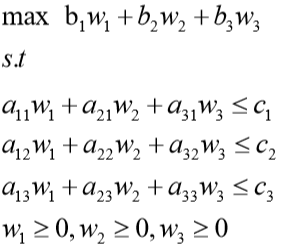 max b₁w₁ + b₂w₂ + b₃w₃
s.t
a₁₁w₁ + a₂₁w₂ + a₃₁w₃ ≤ c₁
a₁₂w₁ + a₂₂w₂ + a₃₂w₃ ≤ c₂
a₁₃w₁ + a₂₃w₂ + a₃₃w₃ ≤ c₃
w₁ ≥ 0, w₂ ≥ 0, w₃ ≥ 0